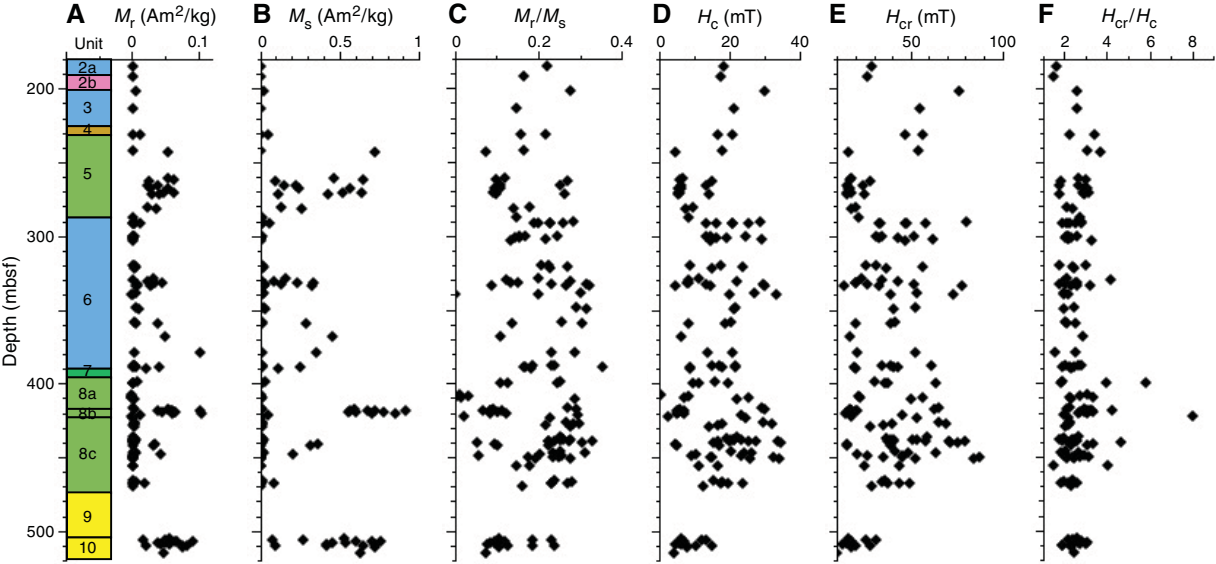 A Mr (Am²/kg) B Ms (Am²/kg) C Mr/Ms D Hc (mT) E Hcr (mT) F Hcr/Hc
Unit 0 0.1 0 0.5 1 0 0.2 0.4 0 20 40 50 100 2 4 6 8
2a
200
2b
3
4
5
300
6
7
400
8a
8b
8c
9
500
10
Depth (mbsf)